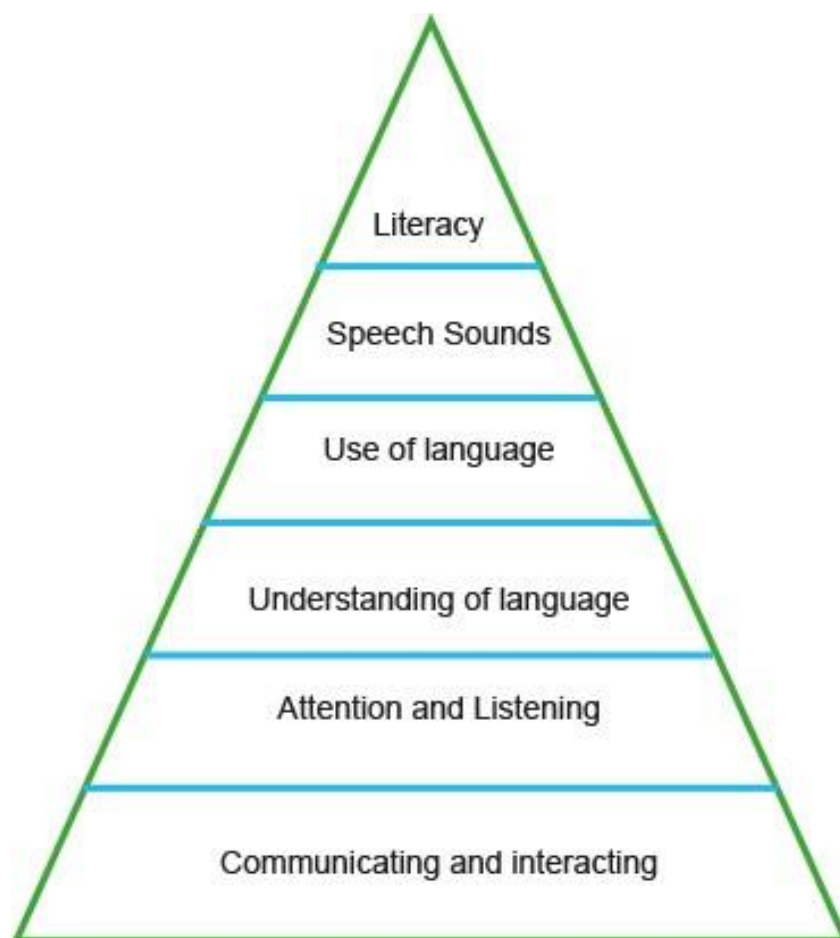 Literacy
Speech Sounds
Use of language
Understanding of language
Attention and Listening
Communicating and interacting